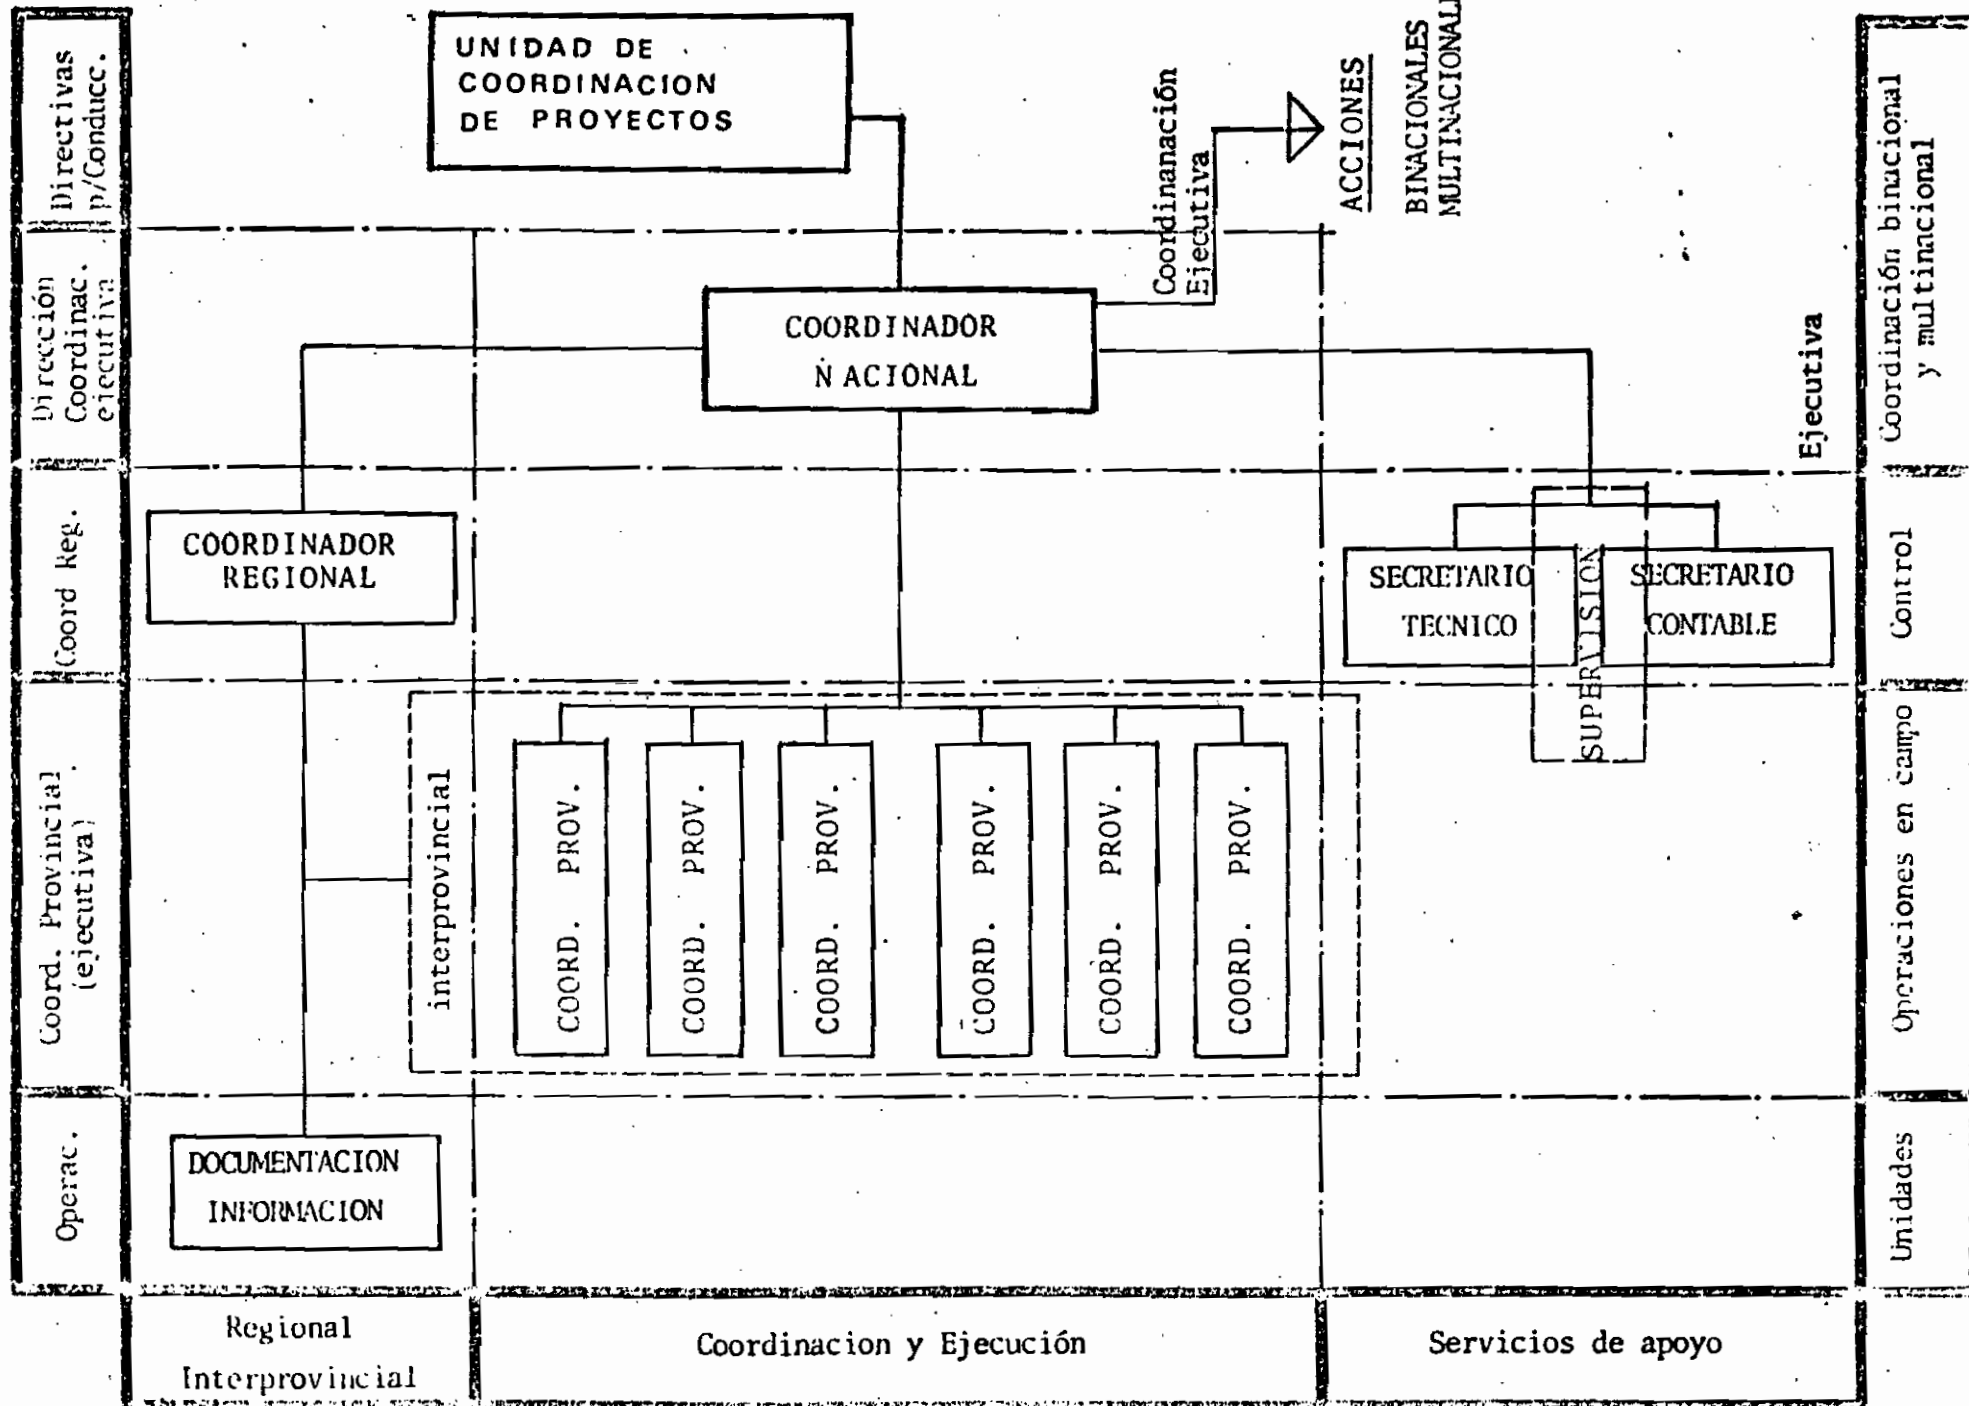 Directivas
p/Conducc.
UNIDAD DE
COORDINACION
DE PROYECTOS
Coordinanación
Ejecutiva
ACCIONES
BINACIONALES
Coordinación binacional
y multinacional
Dirección
Coordinac.
ejecutiva
COORDINADOR
NACIONAL
Ejecutiva
Coord Reg.
COORDINADOR
REGIONAL
SECRETARIO
TECNICO
SUPERVISION
SECRETARIO
CONTABLE
Control
Coord. Provincial
(ejecutiva)
interprovincial
COORD. PROV.
COORD. PROV.
COORD. PROV.
COORD. PROV.
COORD. PROV.
COORD. PROV.
Operaciones en campo
Operac.
DOCUMENTACION
INFORMACION
Unidades
Regional
Interprovincial
Coordinacion y Ejecución
Servicios de apoyo